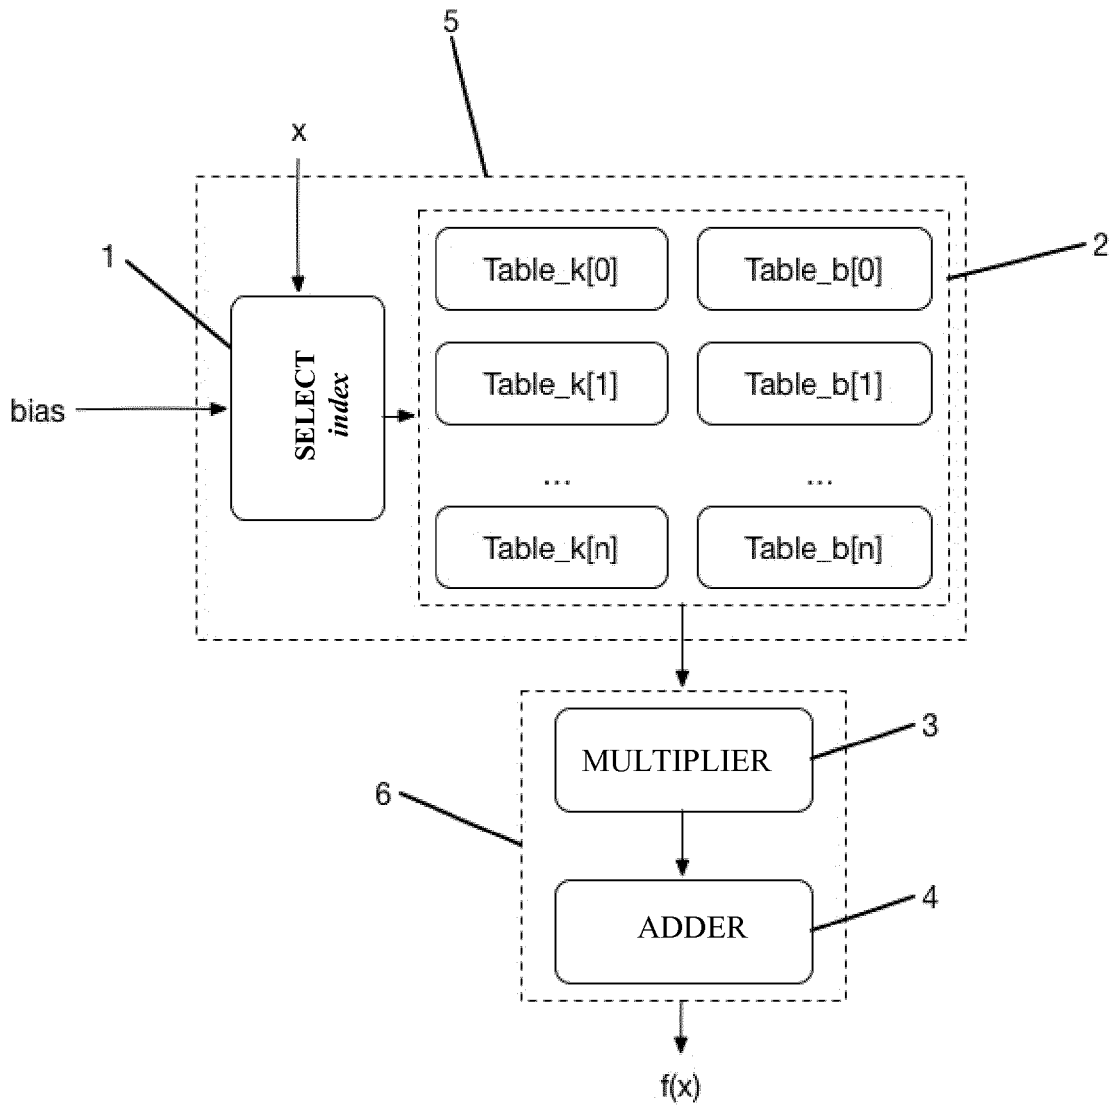 5
x
1
2
Table_k[0] Table_b[0]
SELECT
index
Table_k[1] Table_b[1]
bias
... ...
Table_k[n] Table_b[n]
3
MULTIPLIER
6
4
ADDER
f(x)